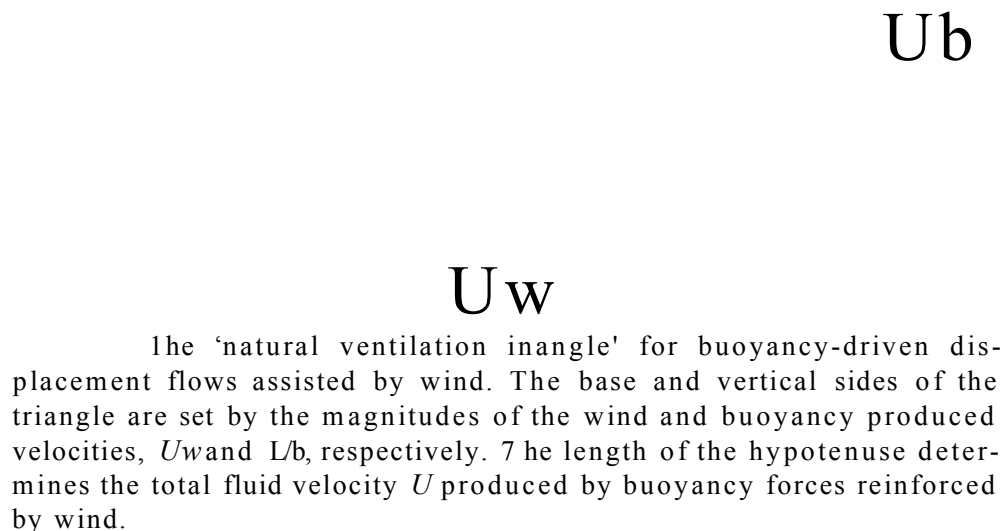 Ub
Uw
1he ‘natural ventilation inangle' for buoyancy-driven dis-
placement flows assisted by wind. The base and vertical sides of the
triangle are set by the magnitudes of the wind and buoyancy produced
velocities, Uwand L/b, respectively. 7 he length of the hypotenuse deter-
mines the total fluid velocity U produced by buoyancy forces reinforced
by wind.